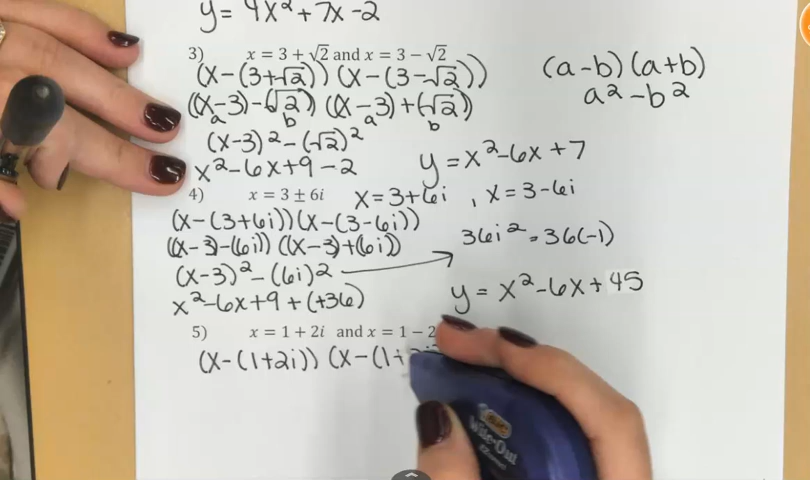 y = 4x² + 7x - 2
3) x = 3 + √2 and x = 3 − √2
(x-(3+√2)) (x-(3-√2))
(a-b)(a+b)
((x-3)-(√2)) (x-3)+(√2)
a b a b
a² - b²
(x-3)² - (√2)²
x² - 6x + 9 - 2
y = x² - 6x + 7
4) x = 3 ± 6i
x = 3+6i , x = 3-6i
(x-(3+6i))(x-(3-6i))
((x-3)-(6i)) ((x-3)+(6i))
36i² = 36(-1)
(x-3)² - (6i)²
x² - 6x + 9 + (+36)
y = x² - 6x + 45
5) x = 1 + 2i and x = 1 − 2
(x-(1+2i)) (x-(1+
BIC
Wite-Out